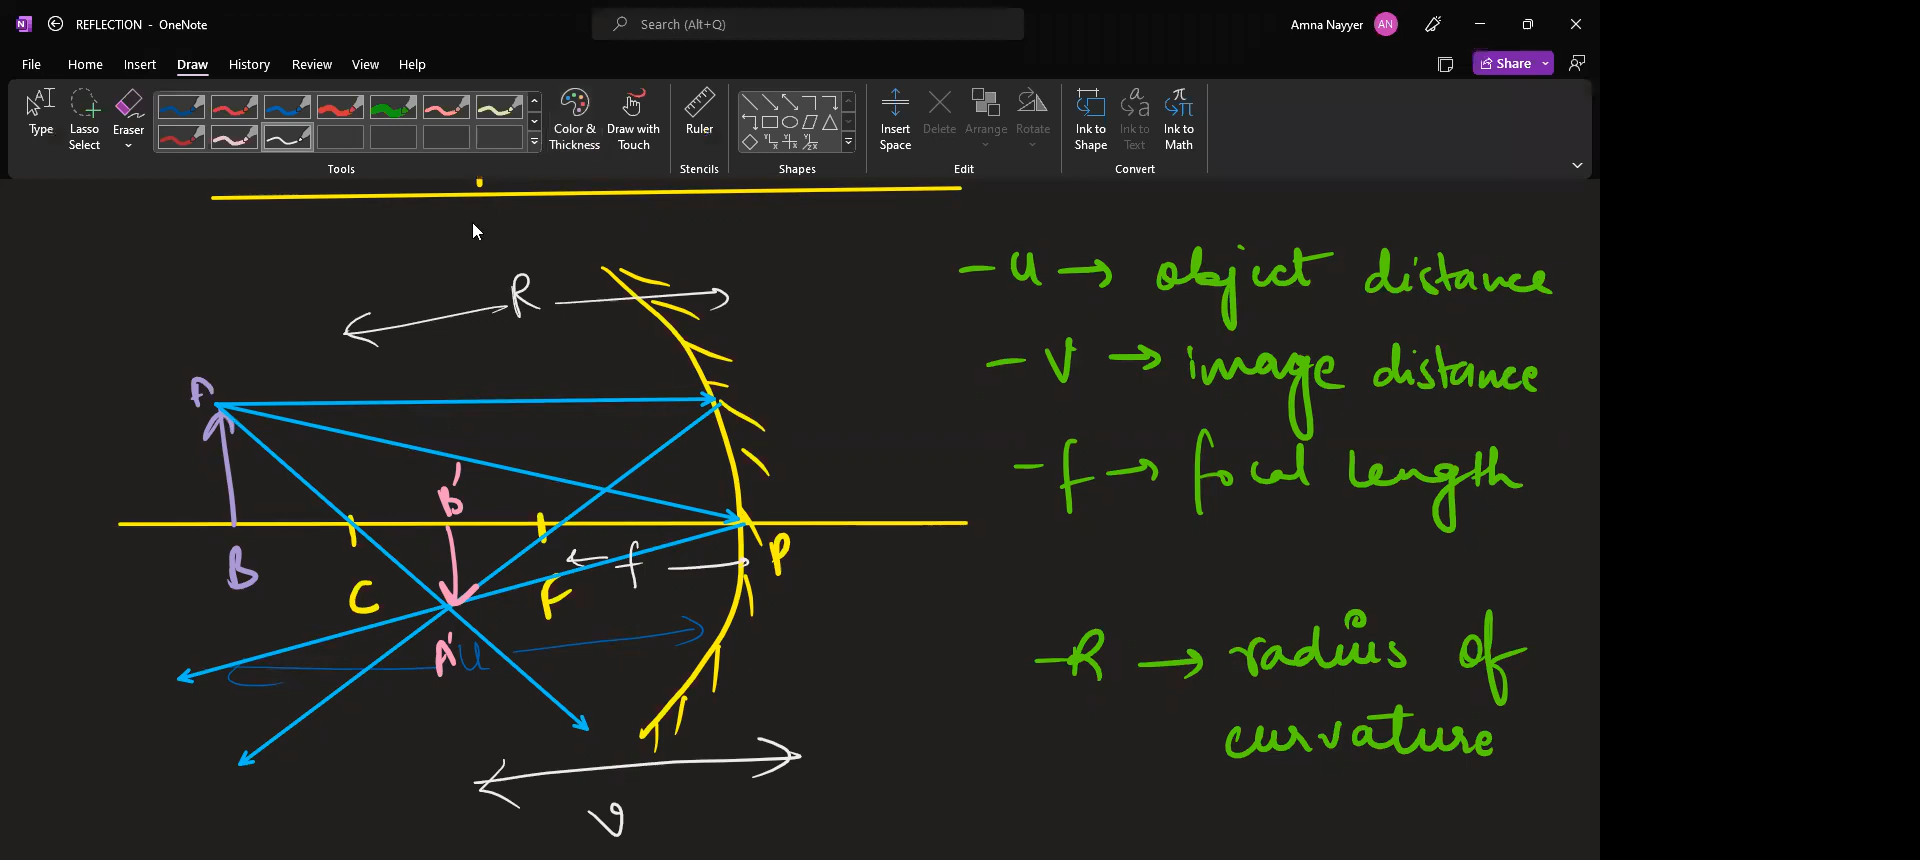 REFLECTION - OneNote
Search (Alt+Q)
Amna Nayyer
AN
File Home Insert Draw History Review View Help
Share
Type
Lasso Select
Eraser
Color & Thickness
Draw with Touch
Ruler
Insert Space
Delete
Arrange
Rotate
Ink to Shape
Ink to Text
Ink to Math
Tools
Stencils
Shapes
Edit
Convert
R
A
B'
B
C
F
f
P
A'
u
v
- u → object distance
- v → image distance
- f → focal length
- R → radius of
curvature